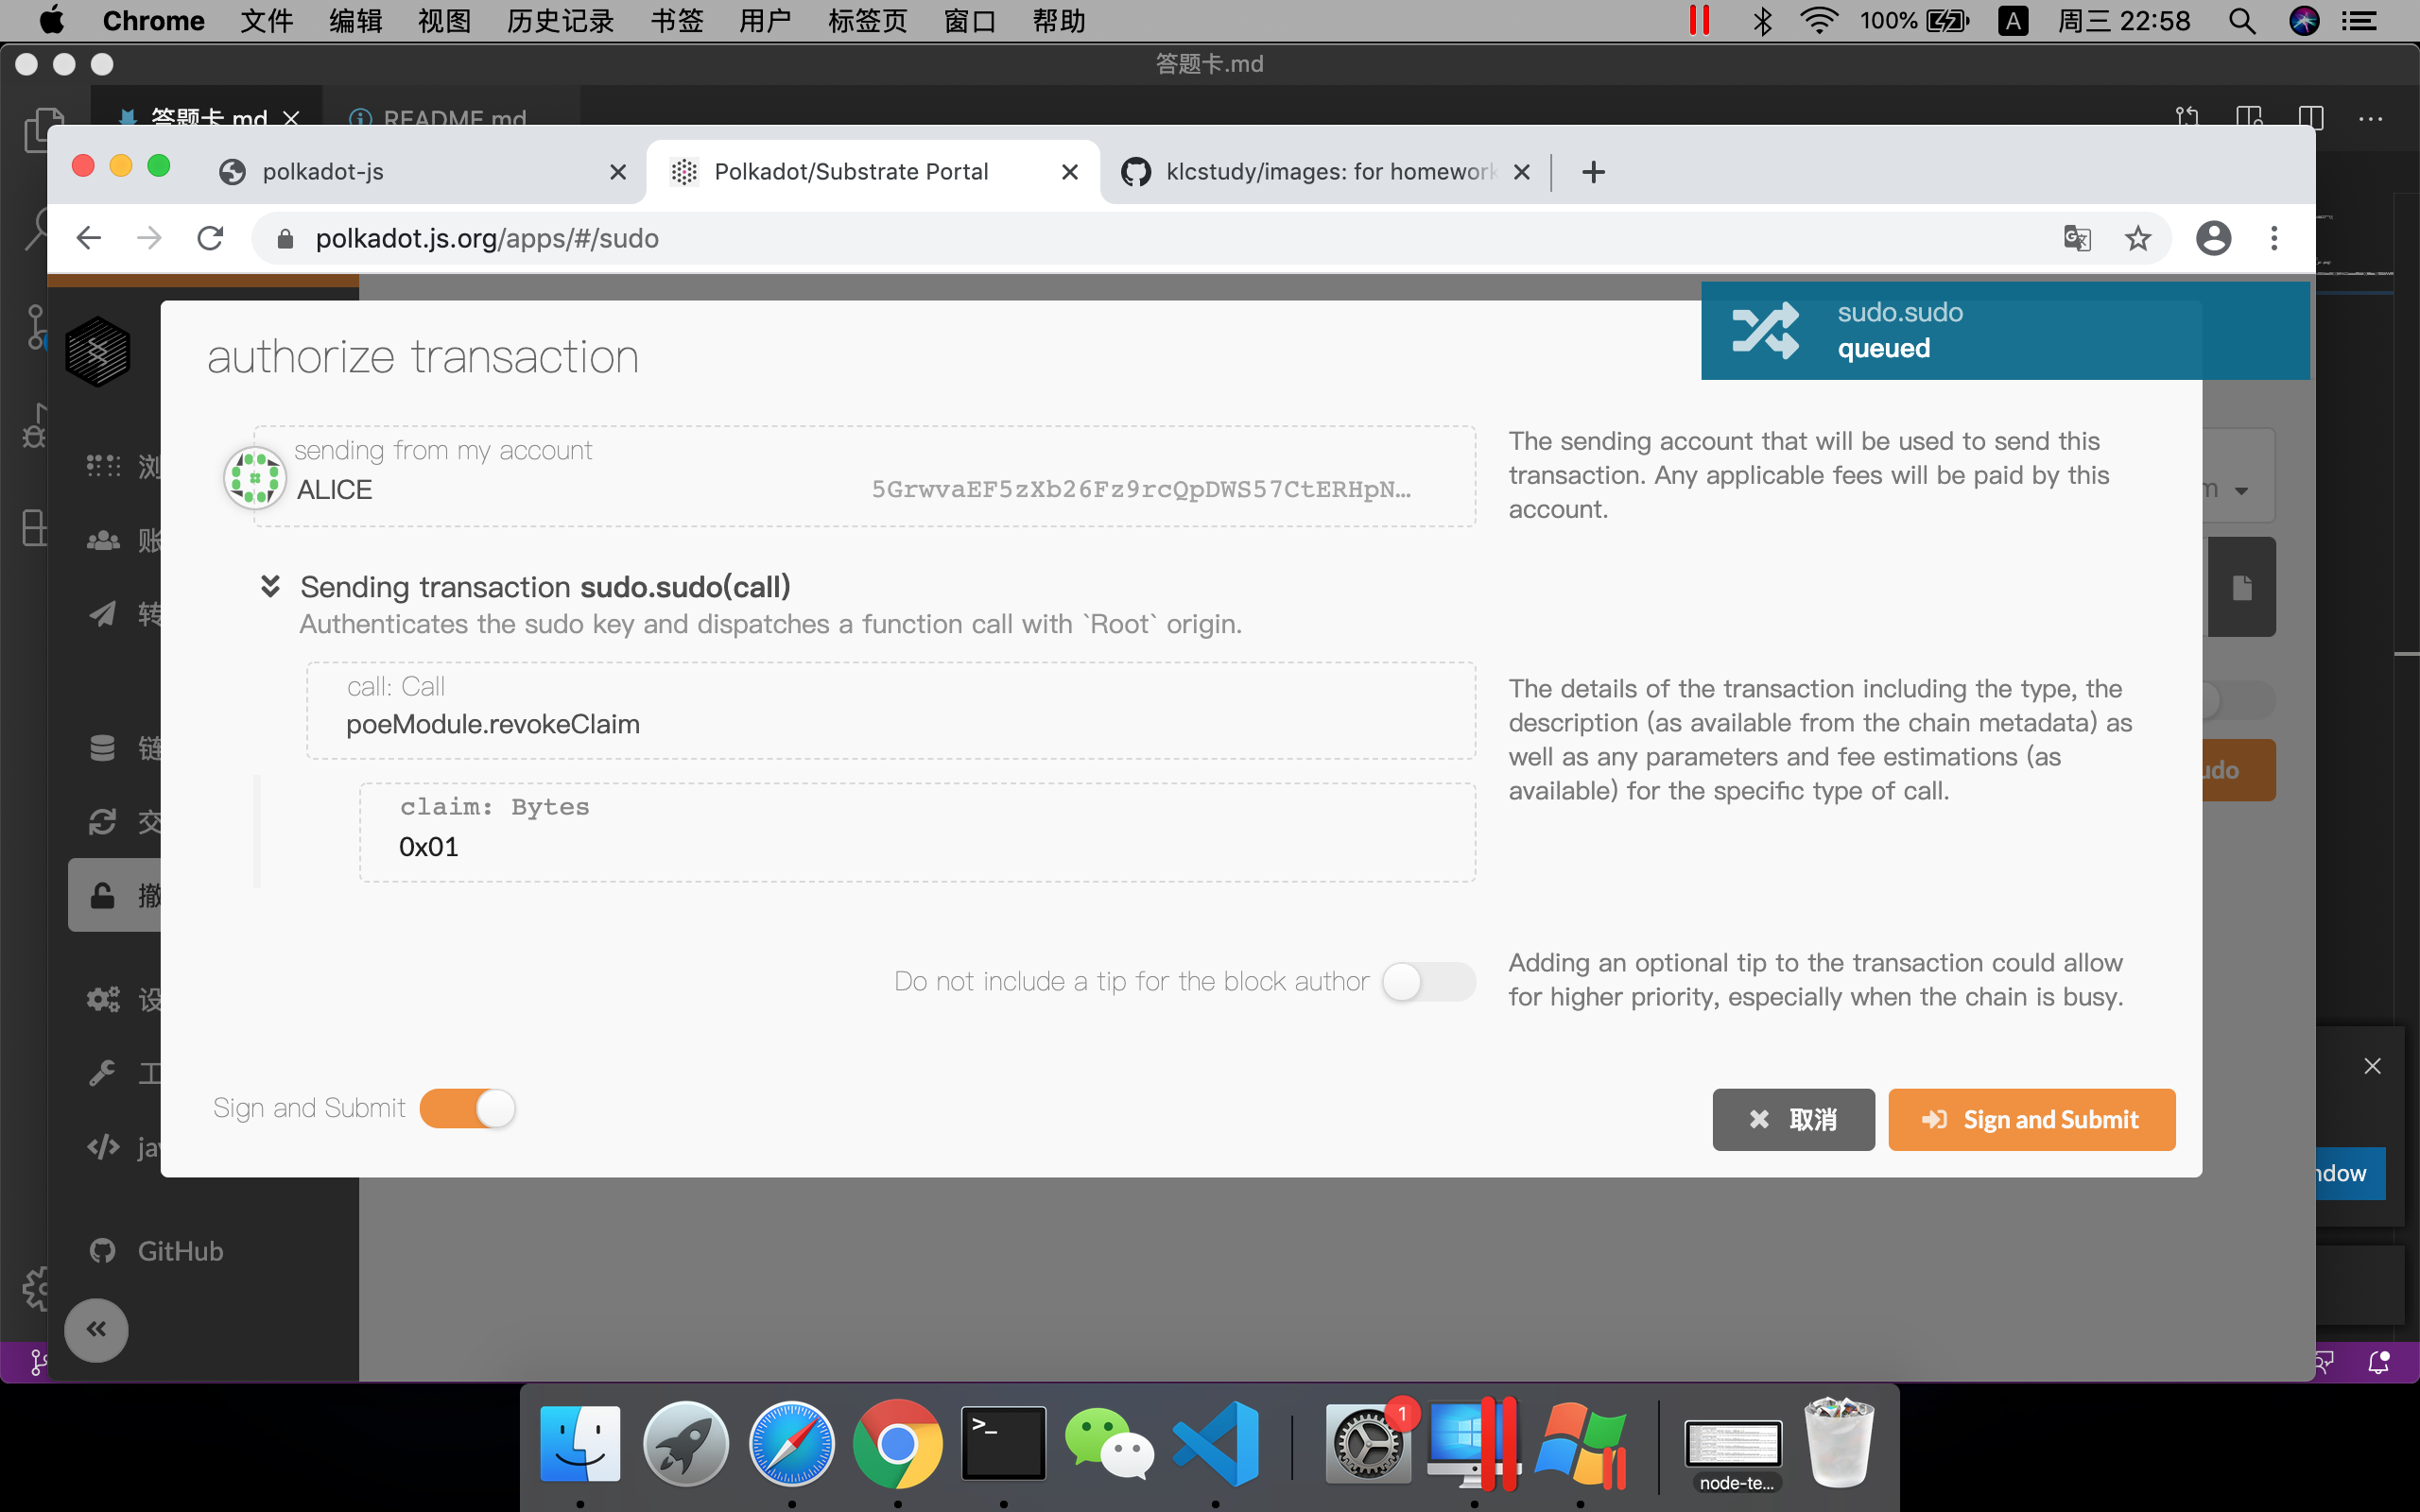 Chrome 文件 编辑 视图 历史记录 书签 用户 标签页 窗口 帮助 100% A 周三 22:58
答题卡.md
答题卡.md README.md
polkadot-js Polkadot/Substrate Portal klcstudy/images: for homework
polkadot.js.org/apps/#/sudo
sudo.sudo
queued
authorize transaction
sending from my account
ALICE 5GrwvaEF5zXb26Fz9rcQpDWS57CtERHpN…
The sending account that will be used to send this
transaction. Any applicable fees will be paid by this
account.
浏
账
转
链
交
撤
设
工
jav
GitHub
Sending transaction sudo.sudo(call)
Authenticates the sudo key and dispatches a function call with `Root` origin.
call: Call
poeModule.revokeClaim
The details of the transaction including the type, the
description (as available from the chain metadata) as
well as any parameters and fee estimations (as
available) for the specific type of call.
claim: Bytes
0x01
m
udo
Do not include a tip for the block author
Adding an optional tip to the transaction could allow
for higher priority, especially when the chain is busy.
Sign and Submit
取消 Sign and Submit
ndow
1
node-te...